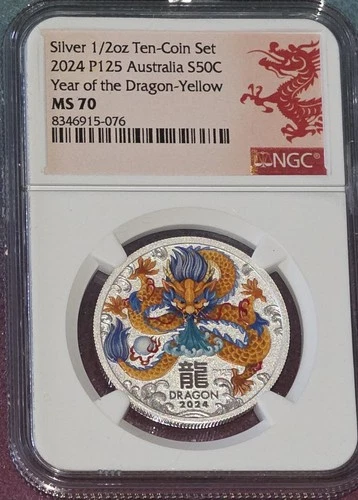 Silver 1/2oz Ten-Coin Set
2024 P125 Australia S50C
Year of the Dragon-Yellow
MS 70
8346915-076
NGC®
龍
DRAGON
2024